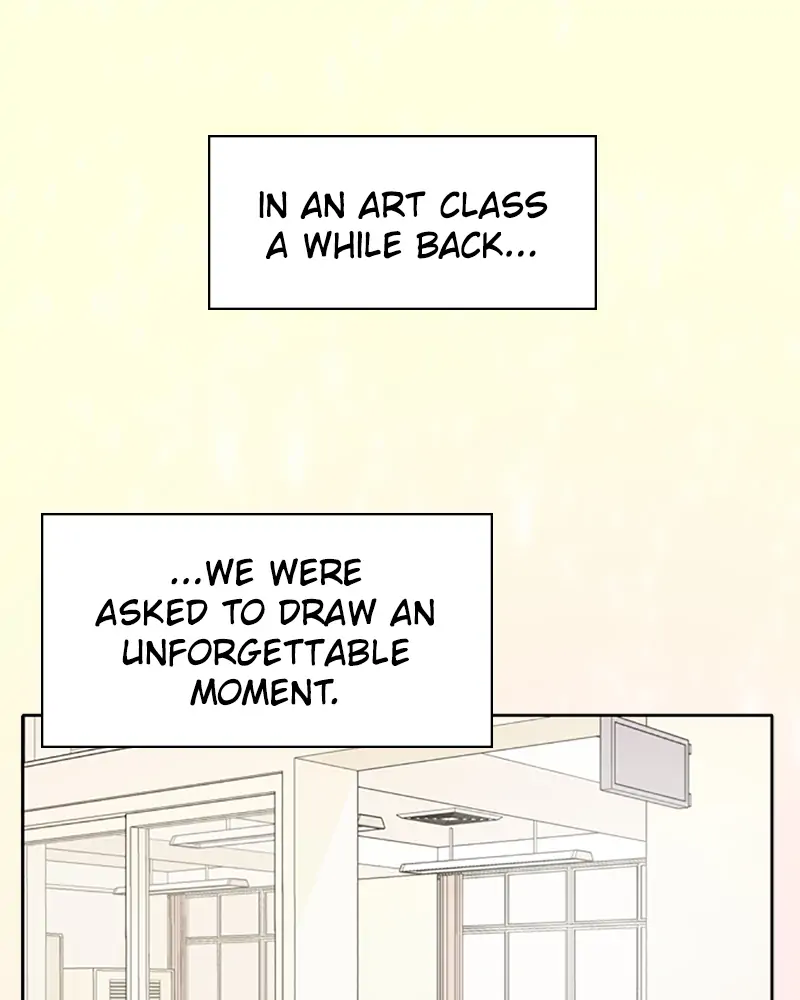 IN AN ART CLASS
A WHILE BACK...
...WE WERE
ASKED TO DRAW AN
UNFORGETTABLE
MOMENT.